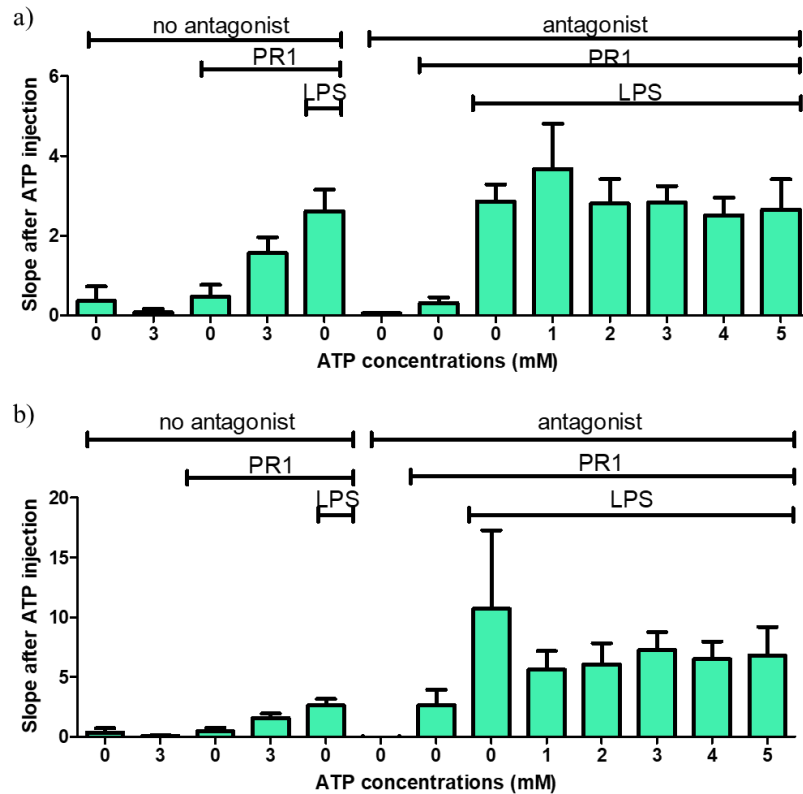 a)
no antagonist antagonist
PR1 PR1
LPS LPS
6
4
2
0
Slope after ATP injection
0 3 0 3 0 0 0 0 1 2 3 4 5
ATP concentrations (mM)
b)
no antagonist antagonist
PR1 PR1
LPS LPS
20
15
10
5
0
Slope after ATP injection
0 3 0 3 0 0 0 0 1 2 3 4 5
ATP concentrations (mM)